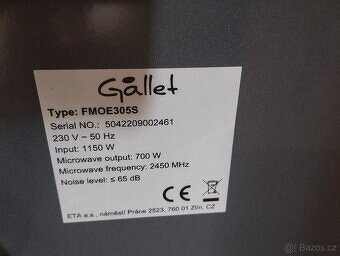 Gallet
Type: FMOE305S
Serial NO.: 5042209002461
230 V ~ 50 Hz
Input: 1150 W
Microwave output: 700 W
Microwave frequency: 2450 MHz
Noise level: ≤ 65 dB
CE
ETA a.s., náměstí Práce 2523, 760 01 Zlín, CZ
Bazoš.cz